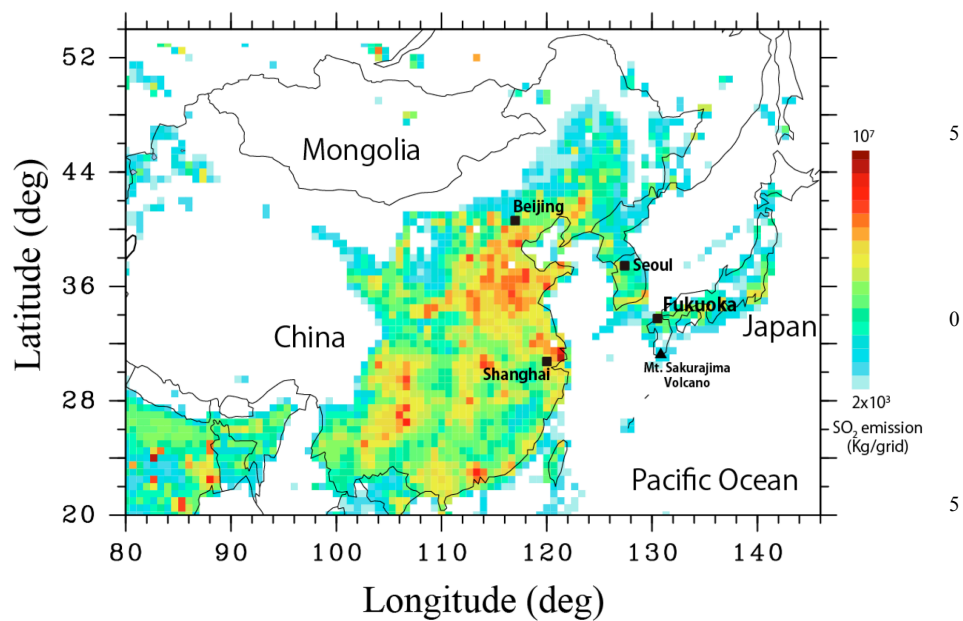 52
44
36
28
20
80
90
100
110
120
130
140
Latitude (deg)
Longitude (deg)
Mongolia
Beijing
Seoul
Fukuoka
China
Japan
Shanghai
Mt. Sakurajima
Volcano
Pacific Ocean
10⁷
2x10³
SO₂ emission
(Kg/grid)
5
0
5